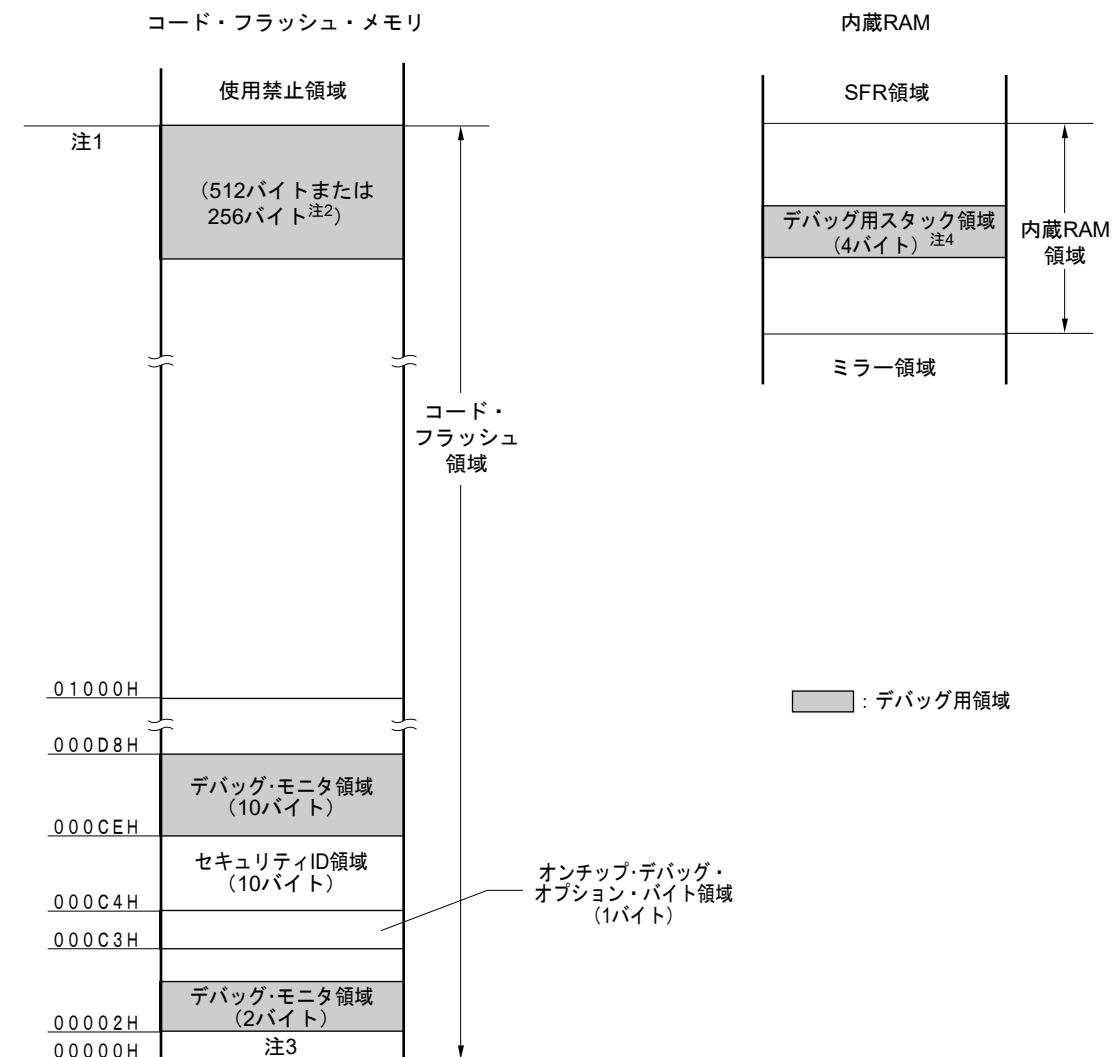 コード・フラッシュ・メモリ
使用禁止領域
注1
（512バイトまたは
256バイト注2）
コード・
フラッシュ
領域
01000H
000D8H
デバッグ・モニタ領域
（10バイト）
000CEH
セキュリティID領域
（10バイト）
000C4H
000C3H
オンチップ・デバッグ・
オプション・バイト領域
（1バイト）
デバッグ・モニタ領域
（2バイト）
00002H
注3
00000H
内蔵RAM
SFR領域
デバッグ用スタック領域
（4バイト）注4
内蔵RAM
領域
ミラー領域
：デバッグ用領域